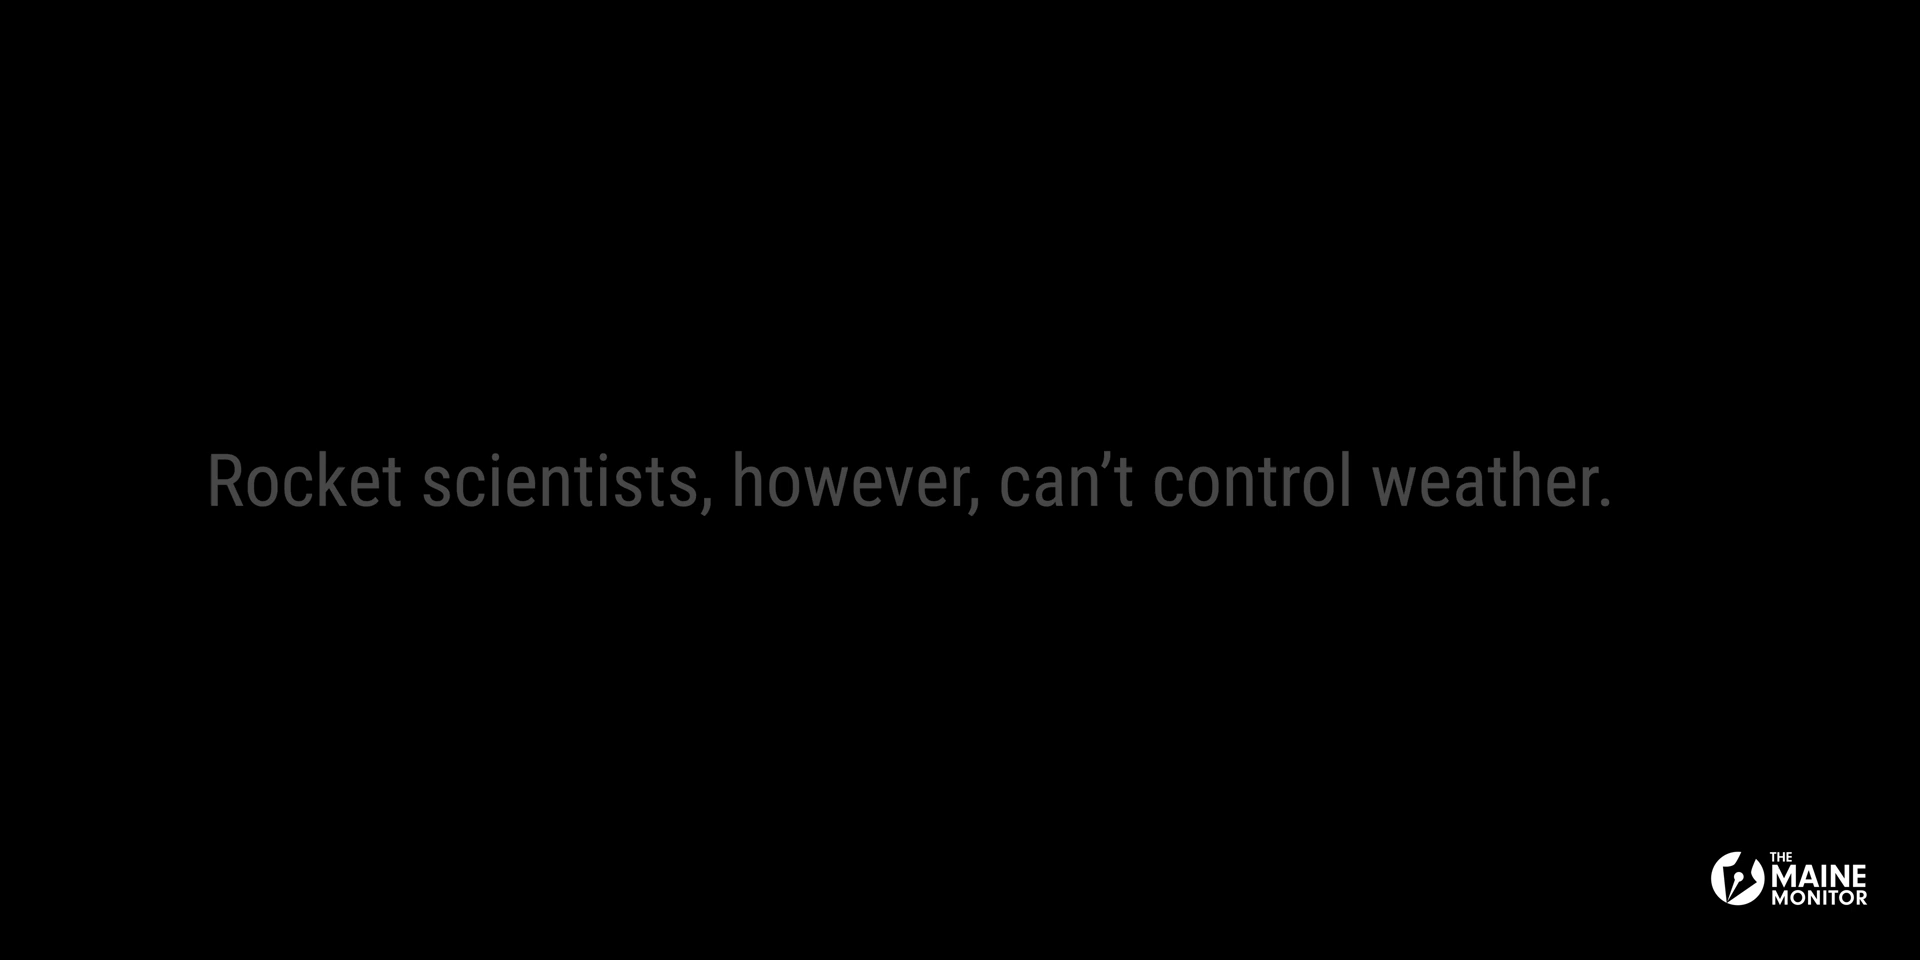 Rocket scientists, however, can’t control weather.
THE
MAINE
MONITOR